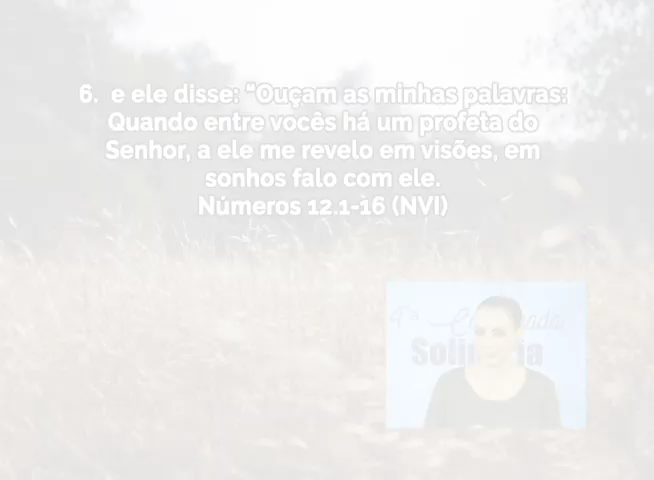 6. e ele disse: "Ouçam as minhas palavras:
Quando entre vocês há um profeta do
Senhor, a ele me revelo em visões, em
sonhos falo com ele.
Números 12.1-16 (NVI)
4ª